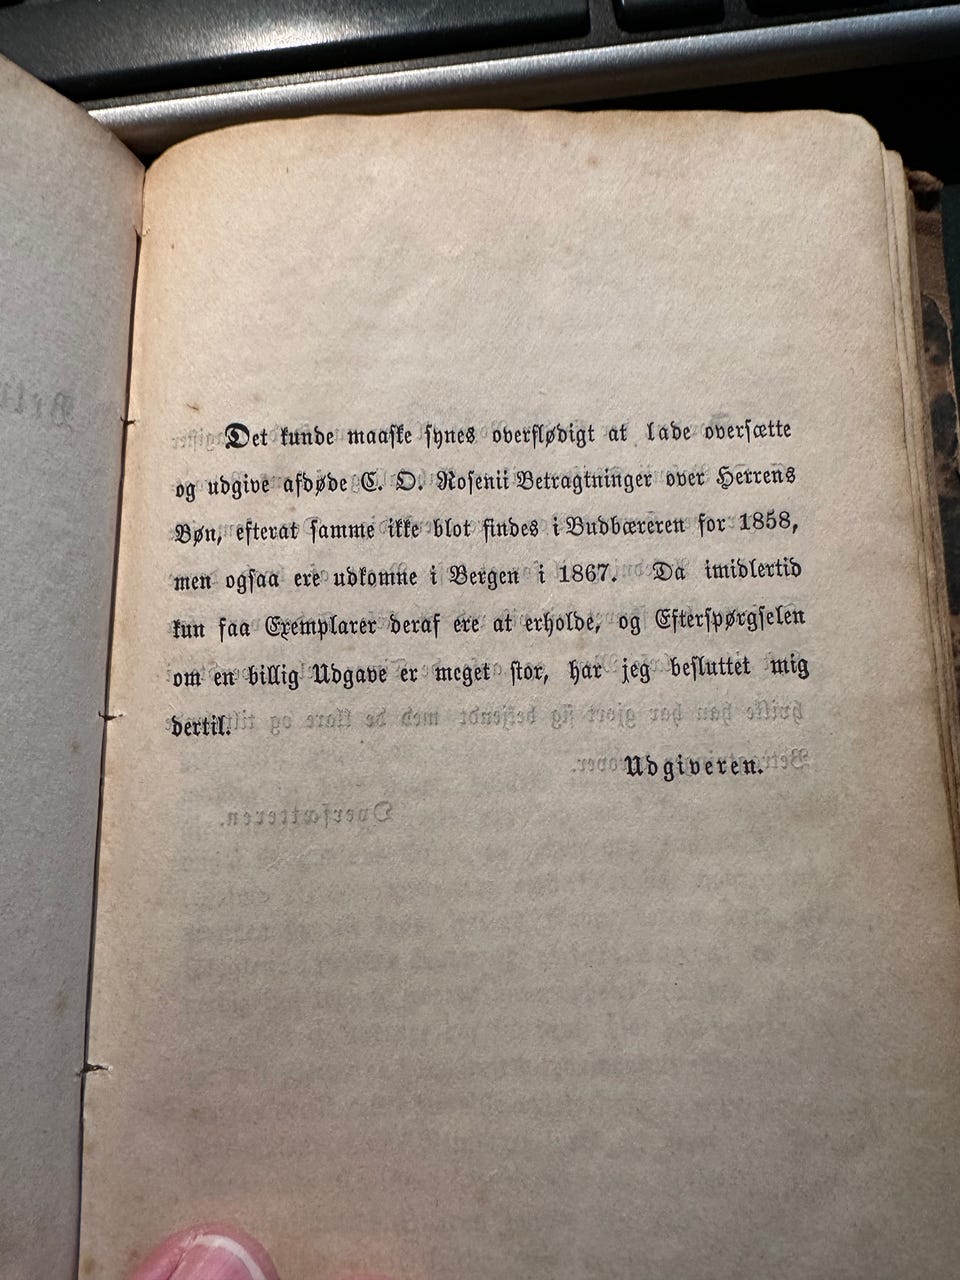 Det kunde maaske synes overflødigt at lade oversætte
og udgive afdøde C. O. Rosenii Betragtninger over Herrens
Bøn, efterat samme ikke blot findes i Budbæreren for 1858,
men ogsaa ere udkomne i Bergen i 1867. Da imidlertid
kun faa Exemplarer deraf ere at erholde, og Efterspørgselen
om en billig Udgave er meget stor, har jeg besluttet mig
dertil.
Udgiveren.
Oversætteren.